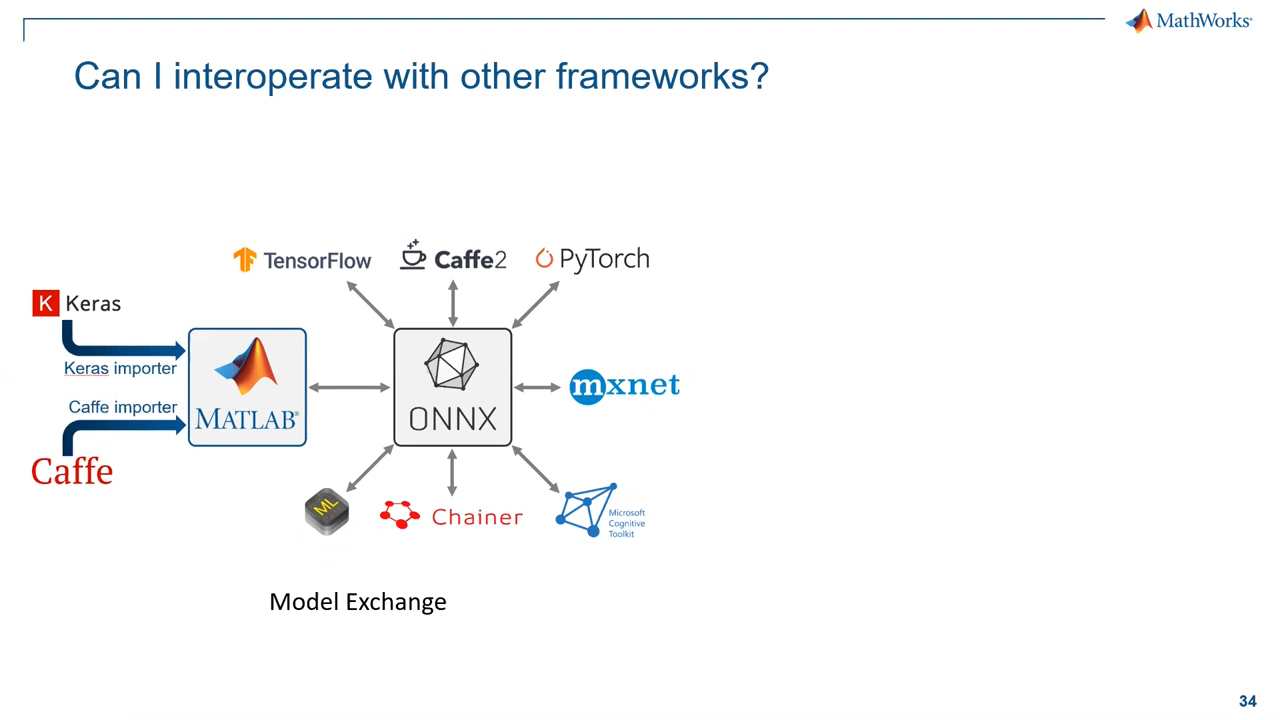 MathWorks®
Can I interoperate with other frameworks?
TensorFlow
Caffe2
PyTorch
K Keras
Keras importer
Caffe importer
Caffe
MATLAB®
ONNX
mxnet
ML
Chainer
Microsoft
Cognitive
Toolkit
Model Exchange
34